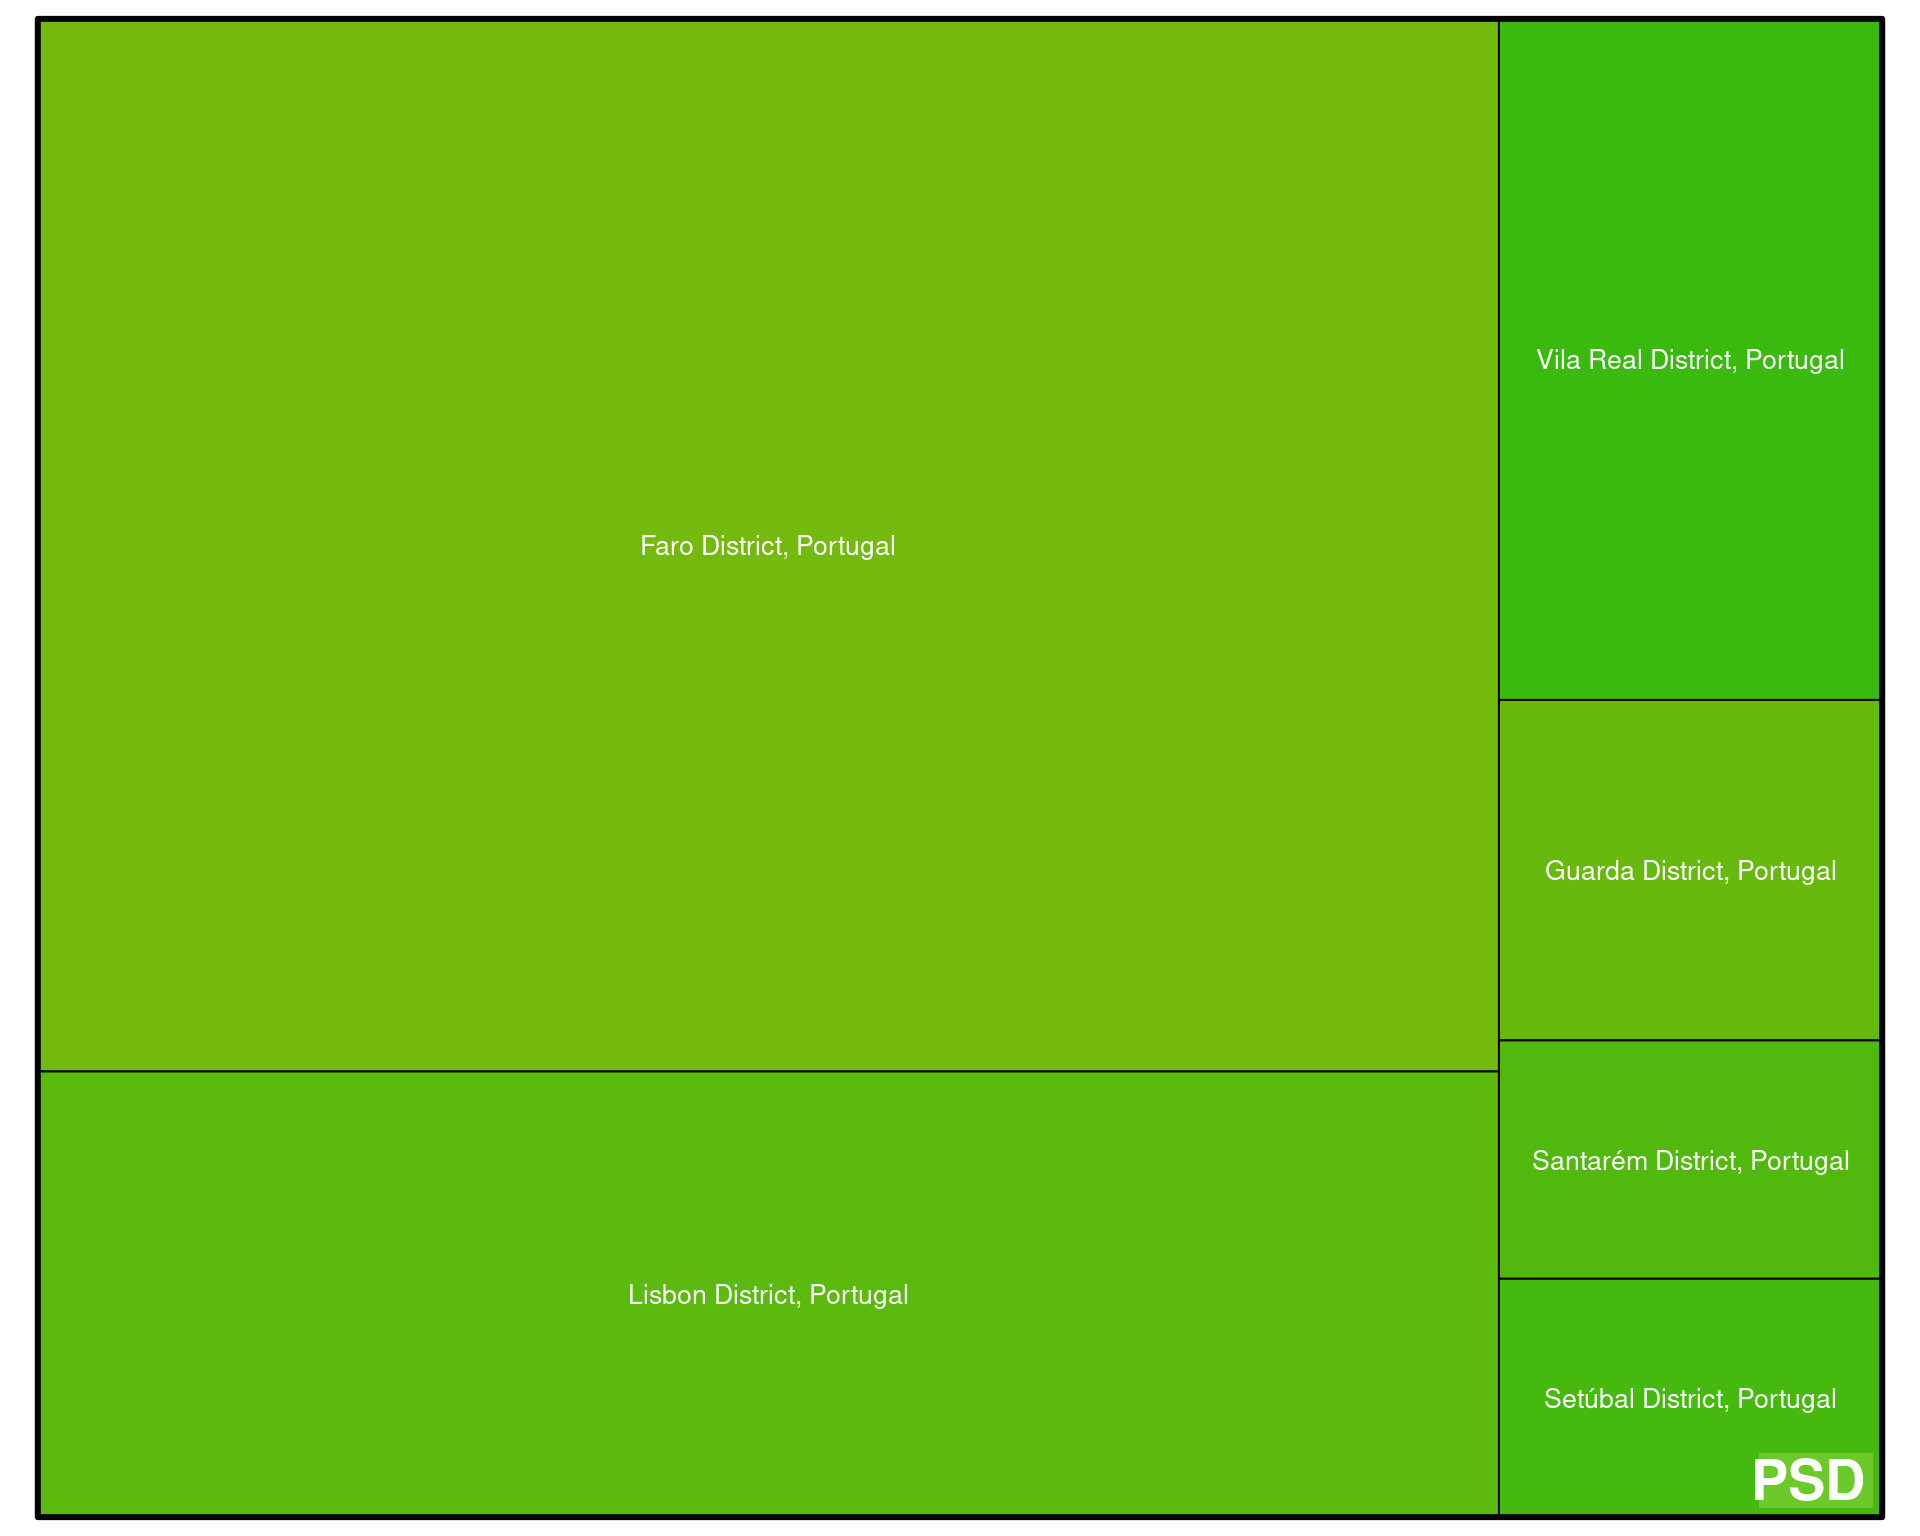 Faro District, Portugal
Lisbon District, Portugal
Vila Real District, Portugal
Guarda District, Portugal
Santarém District, Portugal
Setúbal District, Portugal
PSD